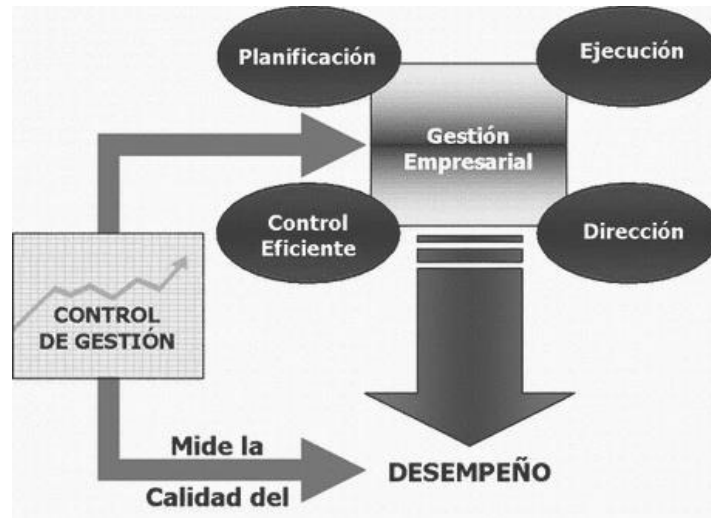 Planificación
Ejecución
Gestión
Empresarial
Control
Eficiente
Dirección
CONTROL
DE GESTIÓN
Mide la
Calidad del
DESEMPEÑO